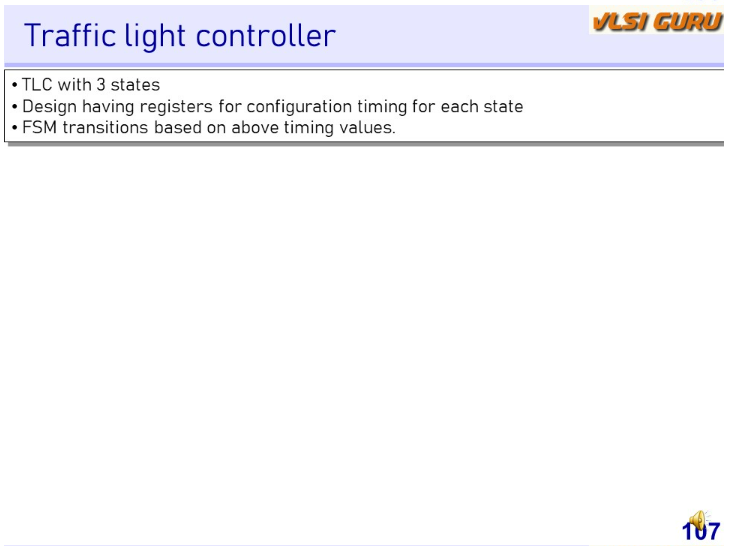 Traffic light controller
VLSI GURU
• TLC with 3 states
• Design having registers for configuration timing for each state
• FSM transitions based on above timing values.
107